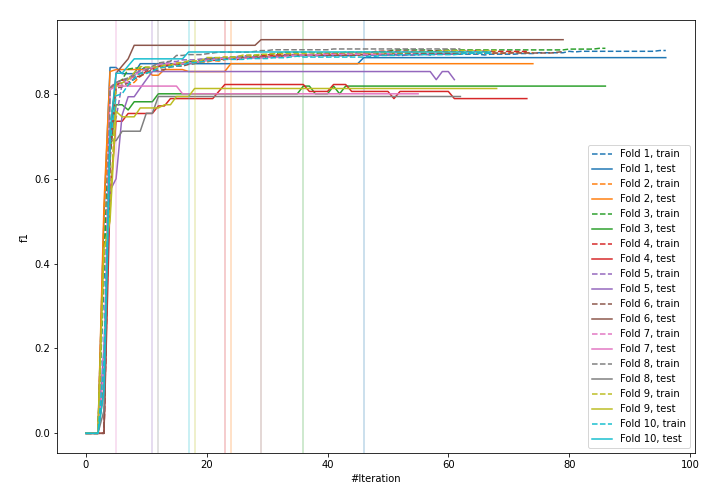 f1
0.8
0.6
0.4
0.2
0.0
0
20
40
60
80
100
#Iteration
Fold 1, train
Fold 1, test
Fold 2, train
Fold 2, test
Fold 3, train
Fold 3, test
Fold 4, train
Fold 4, test
Fold 5, train
Fold 5, test
Fold 6, train
Fold 6, test
Fold 7, train
Fold 7, test
Fold 8, train
Fold 8, test
Fold 9, train
Fold 9, test
Fold 10, train
Fold 10, test